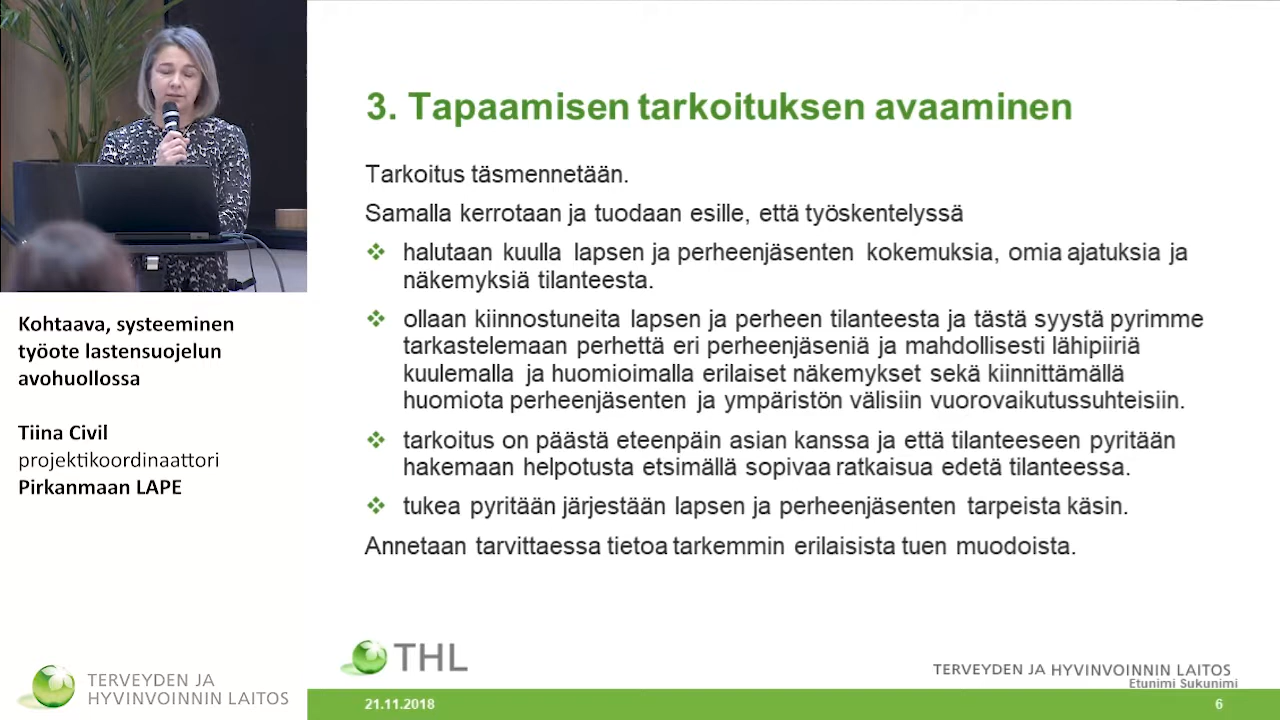 3. Tapaamisen tarkoituksen avaaminen
Tarkoitus täsmennetään.
Samalla kerrotaan ja tuodaan esille, että työskentelyssä
halutaan kuulla lapsen ja perheenjäsenten kokemuksia, omia ajatuksia ja
näkemyksiä tilanteesta.
ollaan kiinnostuneita lapsen ja perheen tilanteesta ja tästä syystä pyrimme
tarkastelemaan perhettä eri perheenjäseniä ja mahdollisesti lähipiiriä
kuulemalla ja huomioimalla erilaiset näkemykset sekä kiinnittämällä
huomiota perheenjäsenten ja ympäristön välisiin vuorovaikutussuhteisiin.
tarkoitus on päästä eteenpäin asian kanssa ja että tilanteeseen pyritään
hakemaan helpotusta etsimällä sopivaa ratkaisua edetä tilanteessa.
tukea pyritään järjestään lapsen ja perheenjäsenten tarpeista käsin.
Annetaan tarvittaessa tietoa tarkemmin erilaisista tuen muodoista.
Kohtaava, systeeminen
työote lastensuojelun
avohuollossa
Tiina Civil
projektikoordinaattori
Pirkanmaan LAPE
TERVEYDEN JA
HYVINVOINNIN LAITOS
THL
TERVEYDEN JA HYVINVOINNIN LAITOS
Etunimi Sukunimi
21.11.2018
6